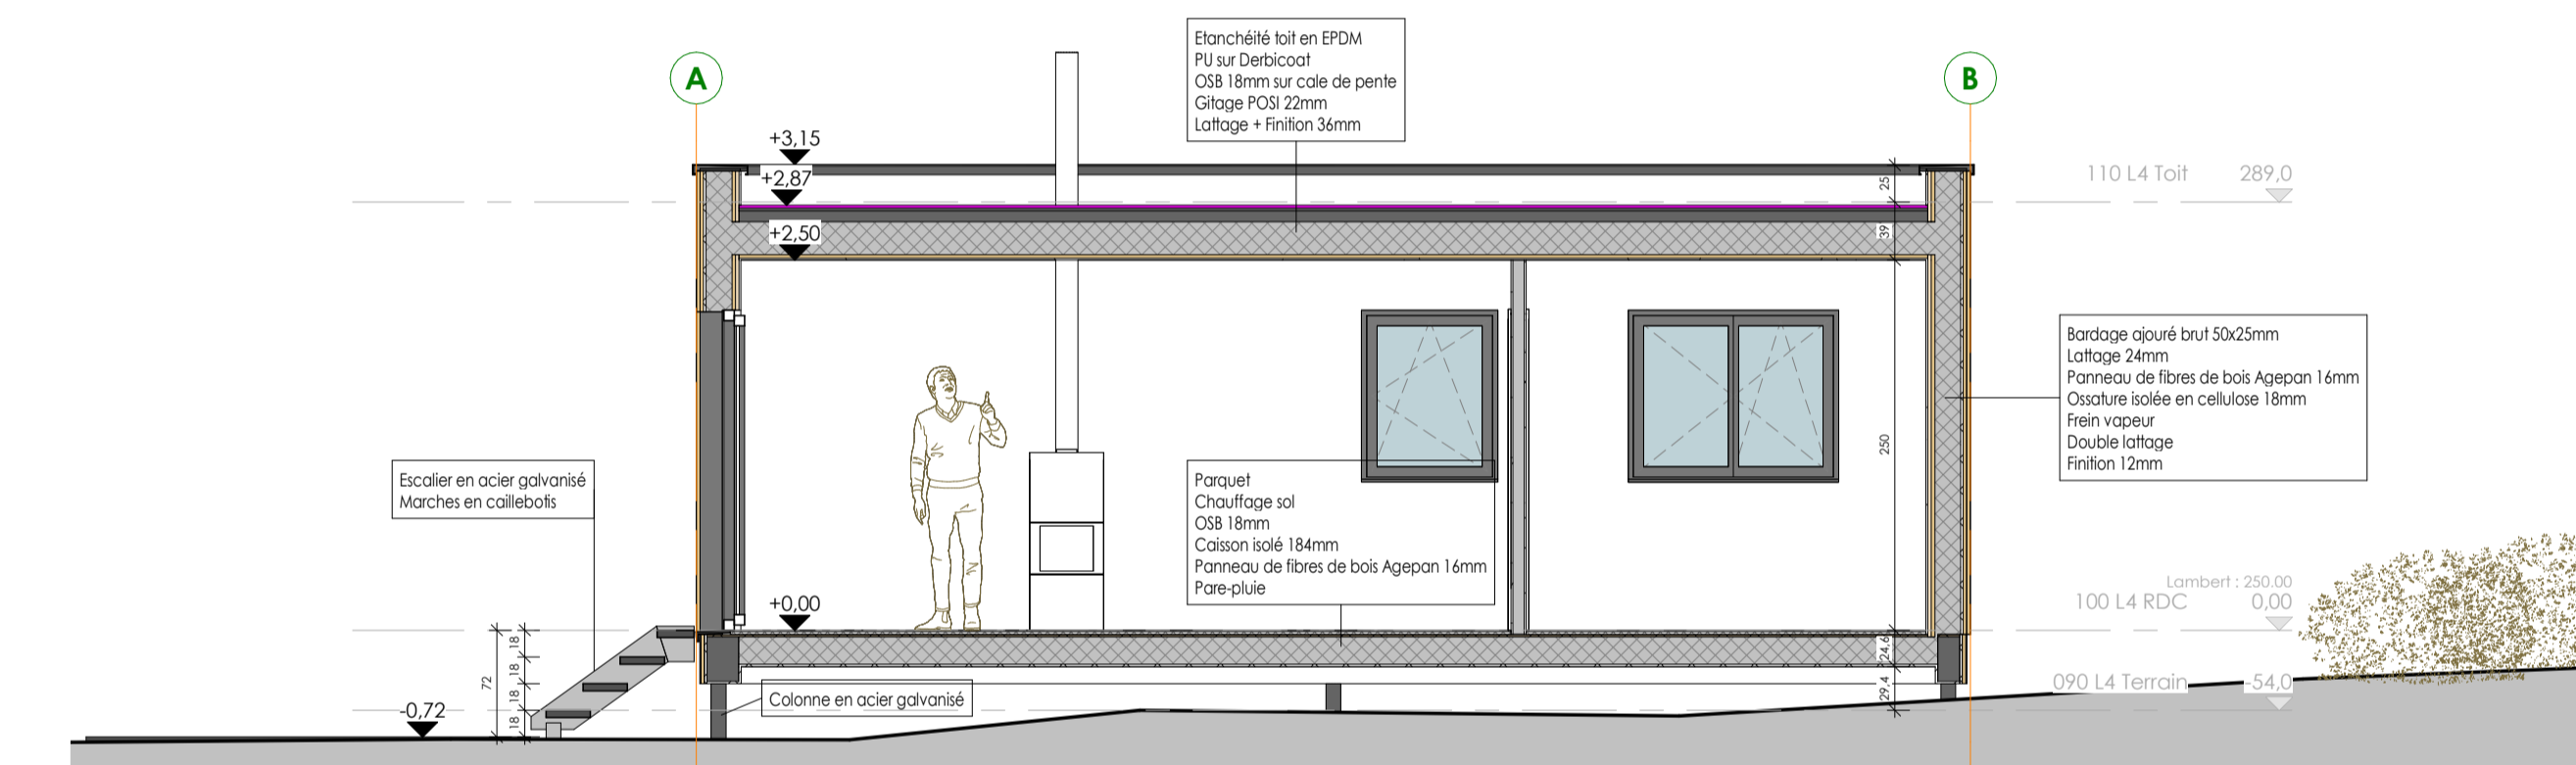 Etanchéité toit en EPDM
PU sur Derbicoat
OSB 18mm sur cale de pente
Gitage POSI 22mm
Lattage + Finition 36mm
A
B
+3,15
+2,87
+2,50
25
39
110 L4 Toit 289,0
Bardage ajouré brut 50x25mm
Lattage 24mm
Panneau de fibres de bois Agepan 16mm
Ossature isolée en cellulose 18mm
Frein vapeur
Double lattage
Finition 12mm
250
Escalier en acier galvanisé
Marches en caillebotis
Parquet
Chauffage sol
OSB 18mm
Caisson isolé 184mm
Panneau de fibres de bois Agepan 16mm
Pare-pluie
+0,00
Lambert : 250.00
100 L4 RDC 0,00
18
18
18
18
72
24,6
29,4
Colonne en acier galvanisé
090 L4 Terrain -54,0
-0,72